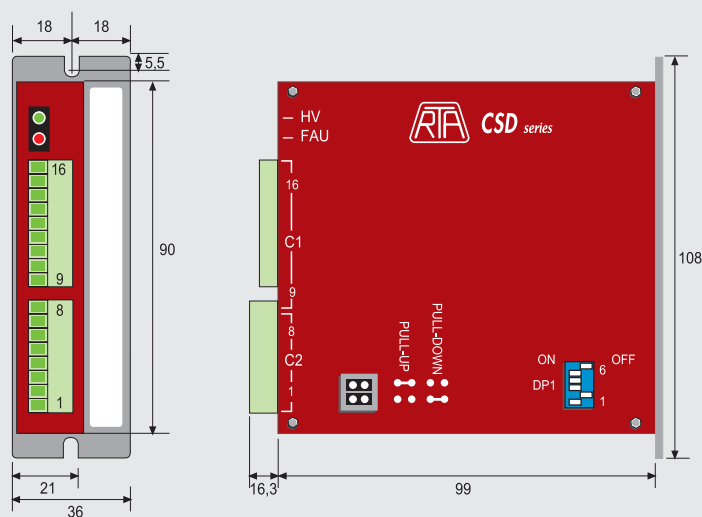 18
18
5,5
16
9
8
1
90
21
36
HV
FAU
RTA
CSD series
16
C1
9
8
C2
1
PULL-UP
PULL-DOWN
ON
OFF
6
DP1
1
108
16,3
99